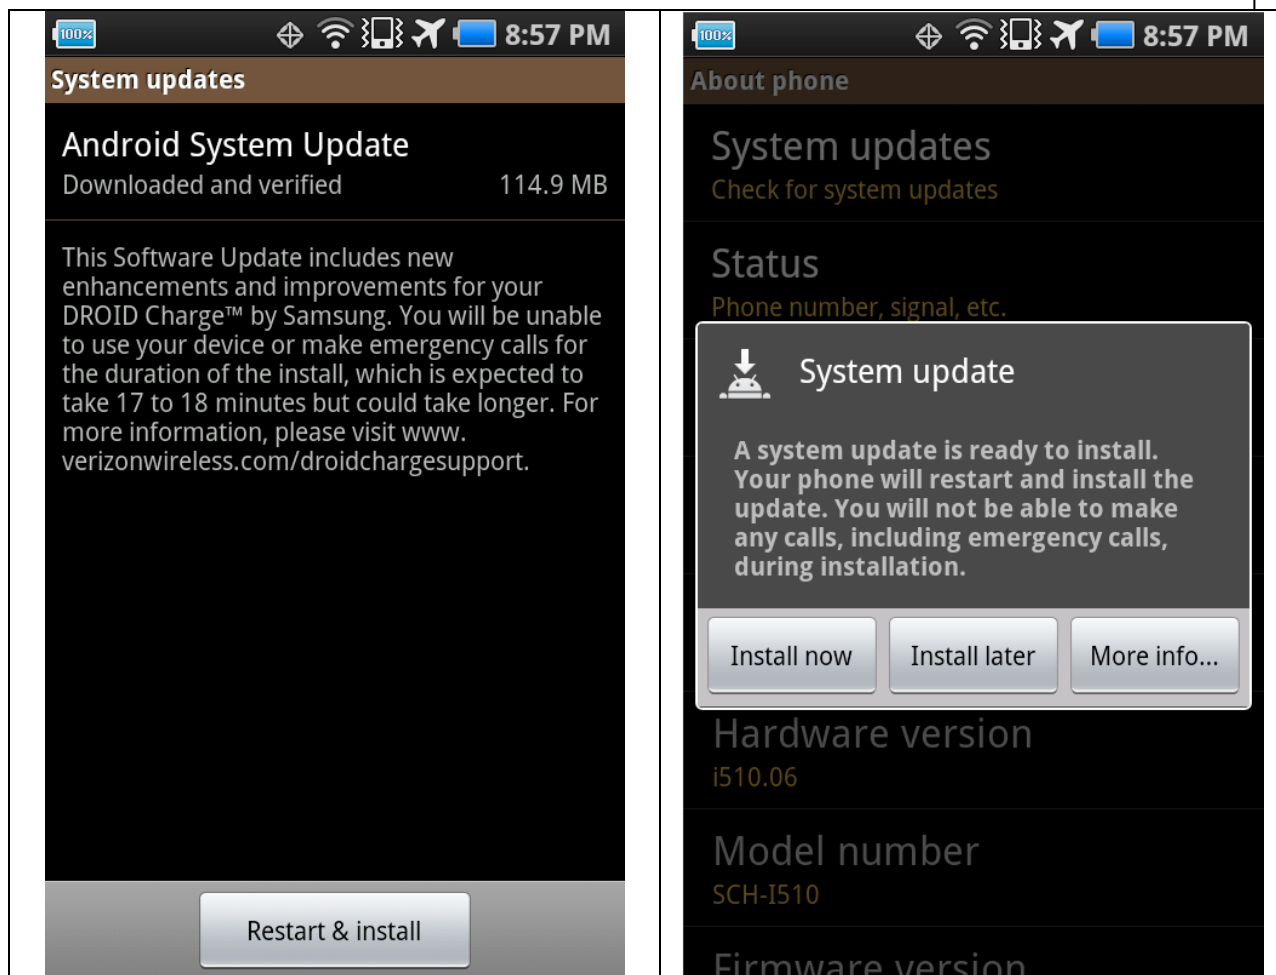 100%
8:57 PM
System updates
Android System Update
Downloaded and verified 114.9 MB
This Software Update includes new
enhancements and improvements for your
DROID Charge™ by Samsung. You will be unable
to use your device or make emergency calls for
the duration of the install, which is expected to
take 17 to 18 minutes but could take longer. For
more information, please visit www.
verizonwireless.com/droidchargesupport.
Restart & install
100%
8:57 PM
About phone
System updates
Check for system updates
Status
Phone number, signal, etc.
System update
A system update is ready to install.
Your phone will restart and install the
update. You will not be able to make
any calls, including emergency calls,
during installation.
Install now
Install later
More info...
Hardware version
i510.06
Model number
SCH-I510
Firmware version